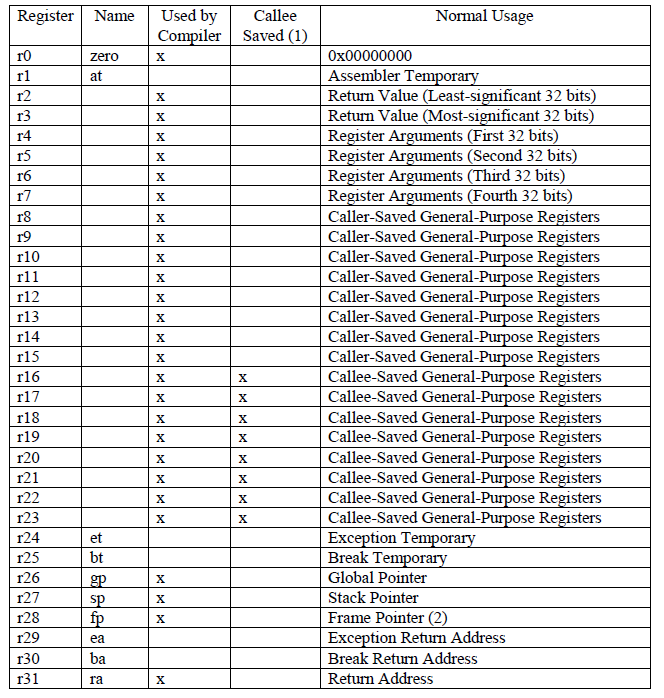 Register Name Used by Compiler Callee Saved (1) Normal Usage
r0 zero x 0x00000000
r1 at Assembler Temporary
r2 x Return Value (Least-significant 32 bits)
r3 x Return Value (Most-significant 32 bits)
r4 x Register Arguments (First 32 bits)
r5 x Register Arguments (Second 32 bits)
r6 x Register Arguments (Third 32 bits)
r7 x Register Arguments (Fourth 32 bits)
r8 x Caller-Saved General-Purpose Registers
r9 x Caller-Saved General-Purpose Registers
r10 x Caller-Saved General-Purpose Registers
r11 x Caller-Saved General-Purpose Registers
r12 x Caller-Saved General-Purpose Registers
r13 x Caller-Saved General-Purpose Registers
r14 x Caller-Saved General-Purpose Registers
r15 x Caller-Saved General-Purpose Registers
r16 x x Callee-Saved General-Purpose Registers
r17 x x Callee-Saved General-Purpose Registers
r18 x x Callee-Saved General-Purpose Registers
r19 x x Callee-Saved General-Purpose Registers
r20 x x Callee-Saved General-Purpose Registers
r21 x x Callee-Saved General-Purpose Registers
r22 x x Callee-Saved General-Purpose Registers
r23 x x Callee-Saved General-Purpose Registers
r24 et Exception Temporary
r25 bt Break Temporary
r26 gp x Global Pointer
r27 sp x Stack Pointer
r28 fp x Frame Pointer (2)
r29 ea Exception Return Address
r30 ba Break Return Address
r31 ra x Return Address